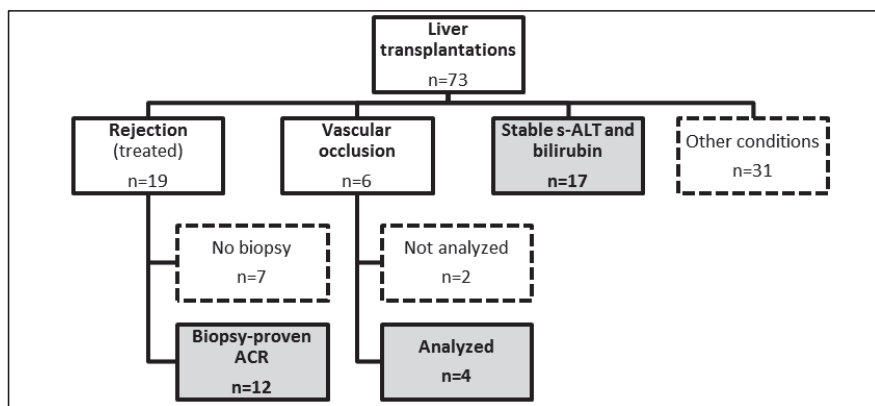 Liver
transplantations
n=73
Rejection
(treated)
n=19
Vascular
occlusion
n=6
Stable s-ALT and
bilirubin
n=17
Other conditions
n=31
No biopsy
n=7
Not analyzed
n=2
Biopsy-proven
ACR
n=12
Analyzed
n=4